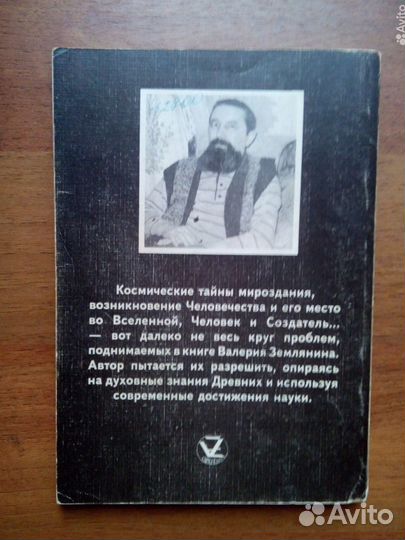 Avito
Космические тайны мироздания,
возникновение Человечества и его место
во Вселенной, Человек и Создатель...
— вот далеко не весь круг проблем,
поднимаемых в книге Валерия Землянина.
Автор пытается их разрешить, опираясь
на духовные знания Древних и используя
современные достижения науки.
Avito